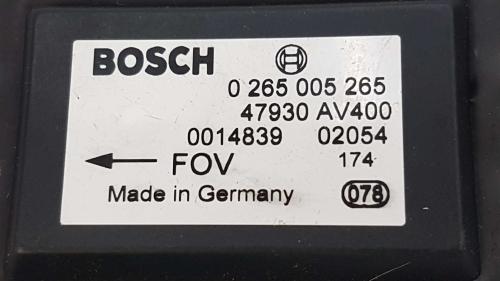 BOSCH
0 265 005 265
47930 AV400
0014839 02054
FOV 174
Made in Germany 078